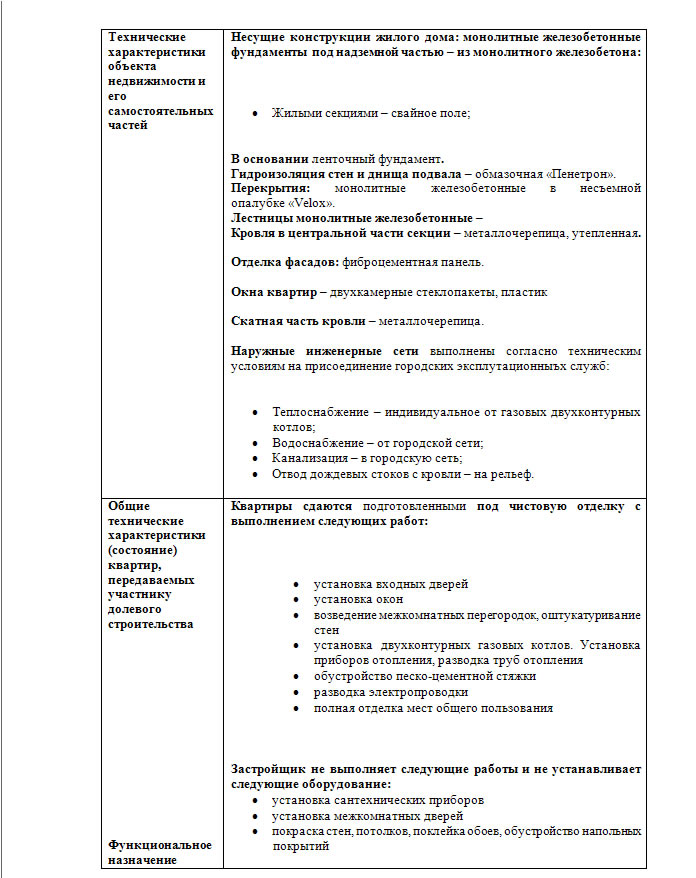 Технические
характеристики
объекта
недвижимости и
его
самостоятельных
частей
Несущие конструкции жилого дома: монолитные железобетонные
фундаменты под надземной частью – из монолитного железобетона:
• Жилыми секциями – свайное поле;
В основании ленточный фундамент.
Гидроизоляция стен и днища подвала – обмазочная «Пенетрон».
Перекрытия: монолитные железобетонные в несъемной
опалубке «Velox».
Лестницы монолитные железобетонные –
Кровля в центральной части секции – металлочерепица, утепленная.
Отделка фасадов: фиброцементная панель.
Окна квартир – двухкамерные стеклопакеты, пластик
Скатная часть кровли – металлочерепица.
Наружные инженерные сети выполнены согласно техническим
условиям на присоединение городских эксплутационныъх служб:
• Теплоснабжение – индивидуальное от газовых двухконтурных
котлов;
• Водоснабжение – от городской сети;
• Канализация – в городскую сеть;
• Отвод дождевых стоков с кровли – на рельеф.
Общие
технические
характеристики
(состояние)
квартир,
передаваемых
участнику
долевого
строительства
Квартиры сдаются подготовленными под чистовую отделку с
выполнением следующих работ:
• установка входных дверей
• установка окон
• возведение межкомнатных перегородок, оштукатуривание
стен
• установка двухконтурных газовых котлов. Установка
приборов отопления, разводка труб отопления
• обустройство песко-цементной стяжки
• разводка электропроводки
• полная отделка мест общего пользования
Застройщик не выполняет следующие работы и не устанавливает
следующие оборудование:
• установка сантехнических приборов
• установка межкомнатных дверей
• покраска стен, потолков, поклейка обоев, обустройство напольных
покрытий
Функциональное
назначение